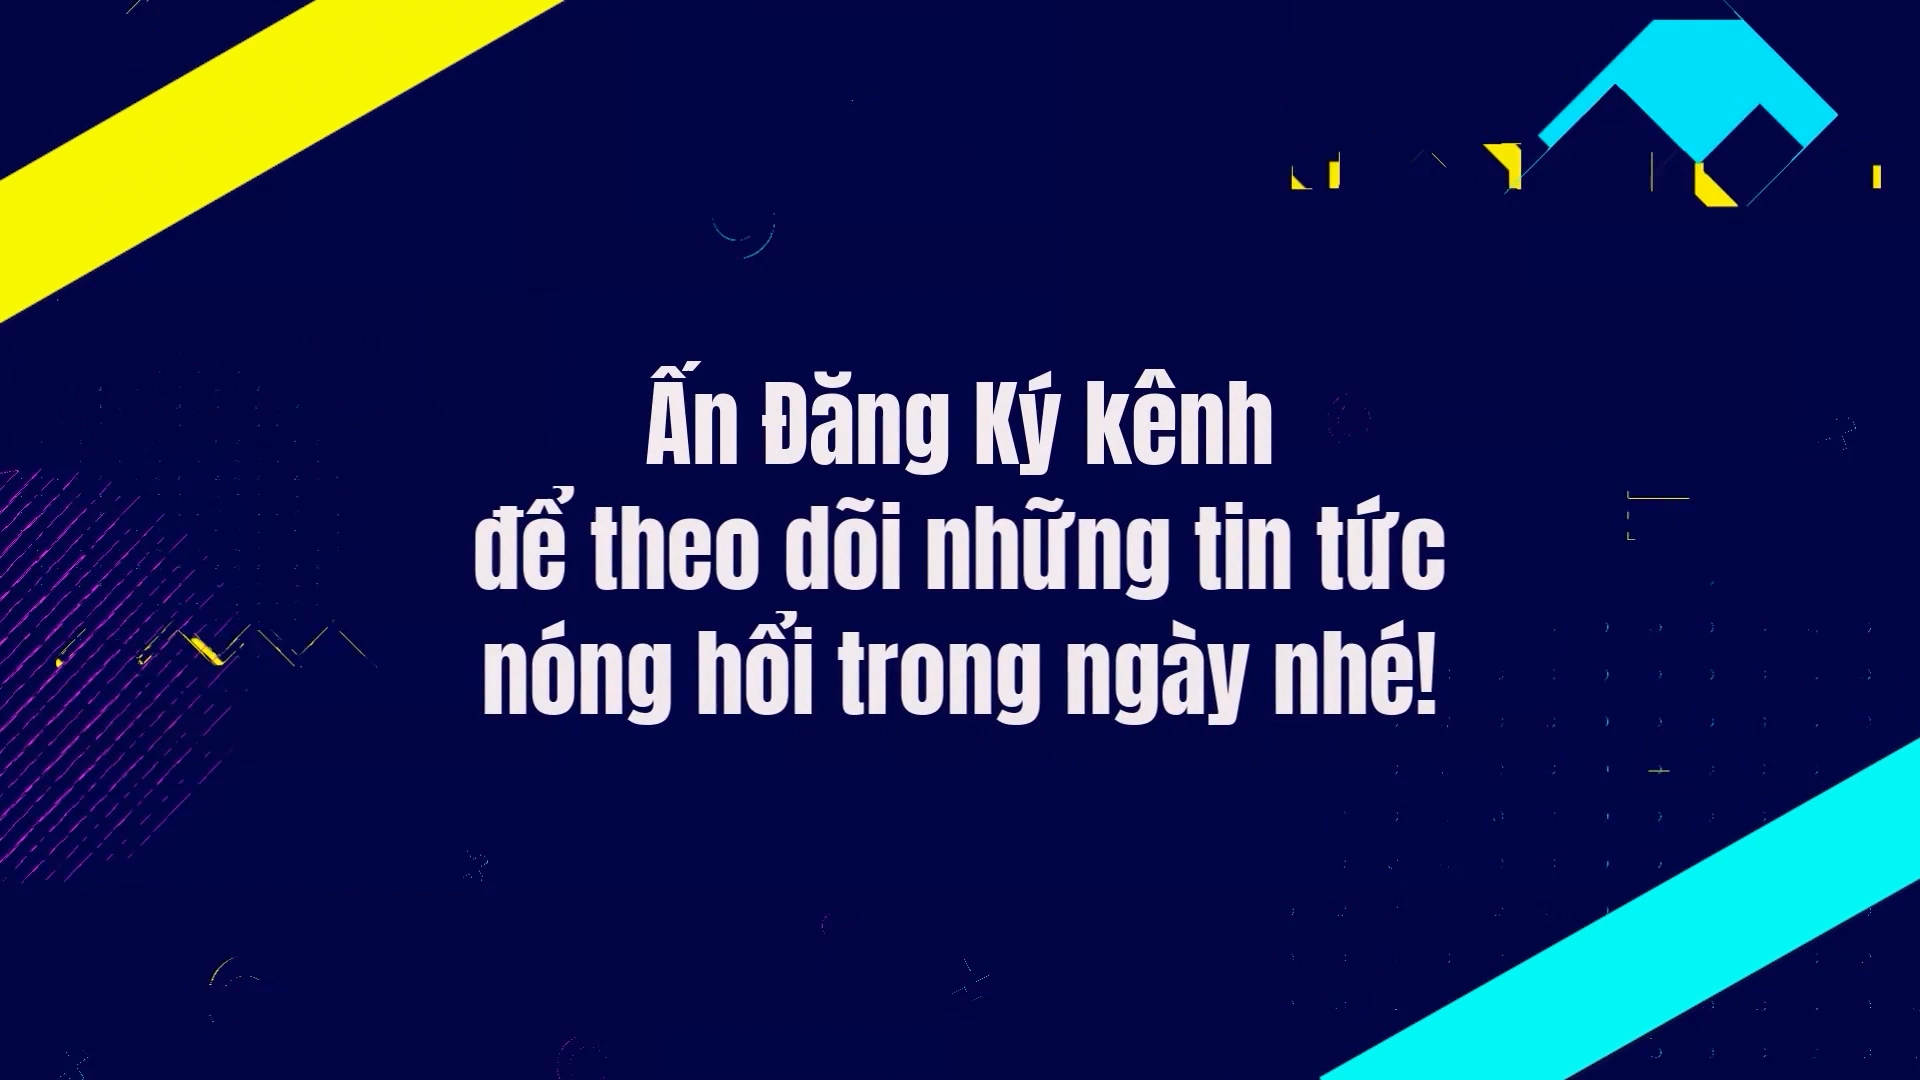 Ấn Đăng Ký kênh
để theo dõi những tin tức
nóng hổi trong ngày nhé!